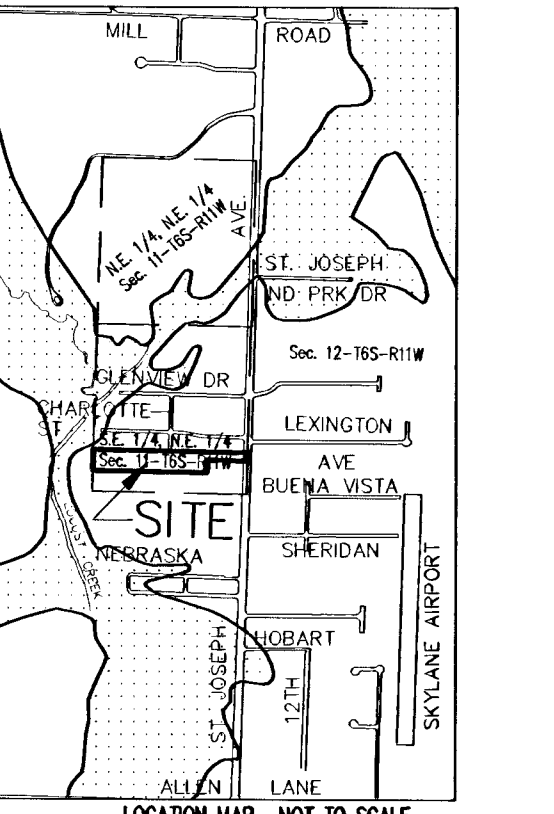 MILL
ROAD
N.E. 1/4, N.E. 1/4
Sec. 11-T6S-R11W
AVE.
ST. JOSEPH
IND PRK DR
Sec. 12-T6S-R11W
GLENVIEW DR
CHARLOTTE
ST
LEXINGTON
S.E. 1/4, N.E. 1/4
Sec. 11-T6S-R11W
AVE
BUENA VISTA
SITE
LOCUST CREEK
NEBRASKA
SHERIDAN
SKYLANE AIRPORT
HOBART
ST JOSEPH
12TH
ALLEN
LANE
LOCATION MAP - NOT TO SCALE